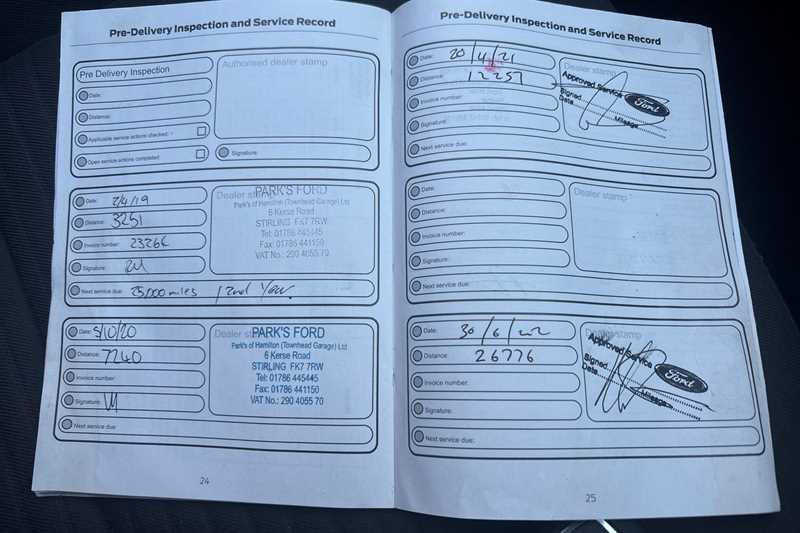 Pre-Delivery Inspection and Service Record
Pre Delivery Inspection
Authorised dealer stamp
Date:
Distance:
Applicable service actions checked: *
Open service actions completed
Signature:
Date: 2/4/19
Distance: 3251
Invoice number: 23266
Signature:
Next service due: 25,000 miles / 2nd Year.
Dealer stamp
PARK'S FORD
Park's of Hamilton (Townhead Garage) Ltd
6 Kerse Road
STIRLING FK7 7RW
Tel: 01786 445445
Fax: 01786 441150
VAT No.: 290 4055 70
Date: 5/10/20
Distance: 7240
Invoice number:
Signature:
Next service due:
Dealer stamp
PARK'S FORD
Park's of Hamilton (Townhead Garage) Ltd
6 Kerse Road
STIRLING FK7 7RW
Tel: 01786 445445
Fax: 01786 441150
VAT No.: 290 4055 70
24
Pre-Delivery Inspection and Service Record
Date: 20/4/21
Distance: 12257
Invoice number:
Signature:
Next service due:
Dealer stamp
Approved Service
Ford
Signed
Date
Mileage
Date:
Distance:
Invoice number:
Signature:
Next service due:
Dealer stamp
Date: 30/6/
Distance: 26776
Invoice number:
Signature:
Next service due:
Dealer stamp
Approved Service
Ford
Signed
Date
Mileage
25